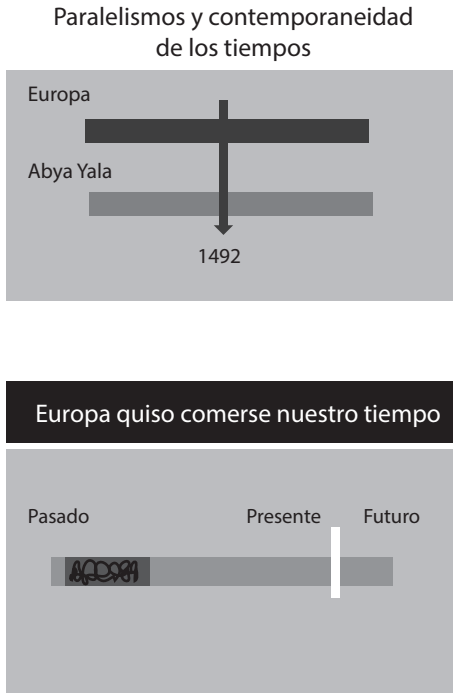 Paralelismos y contemporaneidad
de los tiempos
Europa
Abya Yala
1492
Europa quiso comerse nuestro tiempo
Pasado Presente Futuro